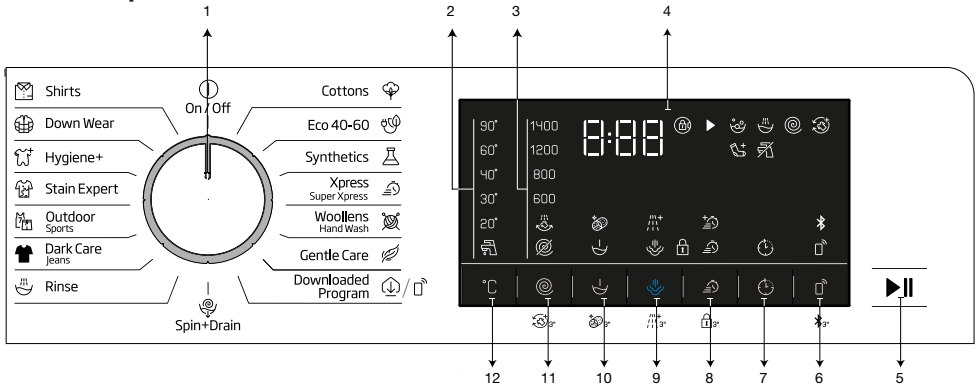 1
2
3
4
On / Off
Shirts
Down Wear
Hygiene+
Stain Expert
Outdoor
Sports
Dark Care
Jeans
Rinse
Spin+Drain
Cottons
Eco 40-60
Synthetics
Xpress
Super Xpress
Woollens
Hand Wash
Gentle Care
Downloaded
Program
90°
60°
40°
30°
20°
1400
1200
800
600
8:88
°C
3"
3"
3"
3"
3"
12
11
10
9
8
7
6
5